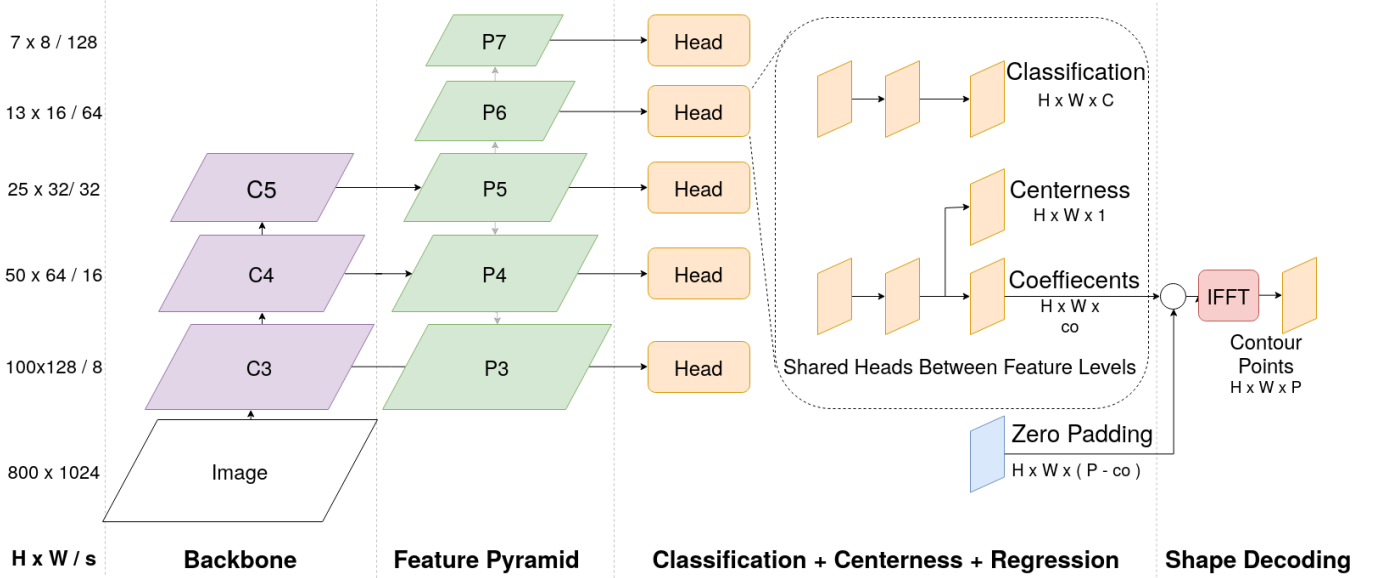 7 x 8 / 128
P7
Head
13 x 16 / 64
P6
Head
25 x 32/ 32
C5
P5
Head
50 x 64 / 16
C4
P4
Head
100x128 / 8
C3
P3
Head
800 x 1024
Image
Classification
H x W x C
Centerness
H x W x 1
Coeffiecents
H x W x
co
Shared Heads Between Feature Levels
IFFT
Contour
Points
H x W x P
Zero Padding
H x W x ( P - co )
H x W / s
Backbone
Feature Pyramid
Classification + Centerness + Regression
Shape Decoding